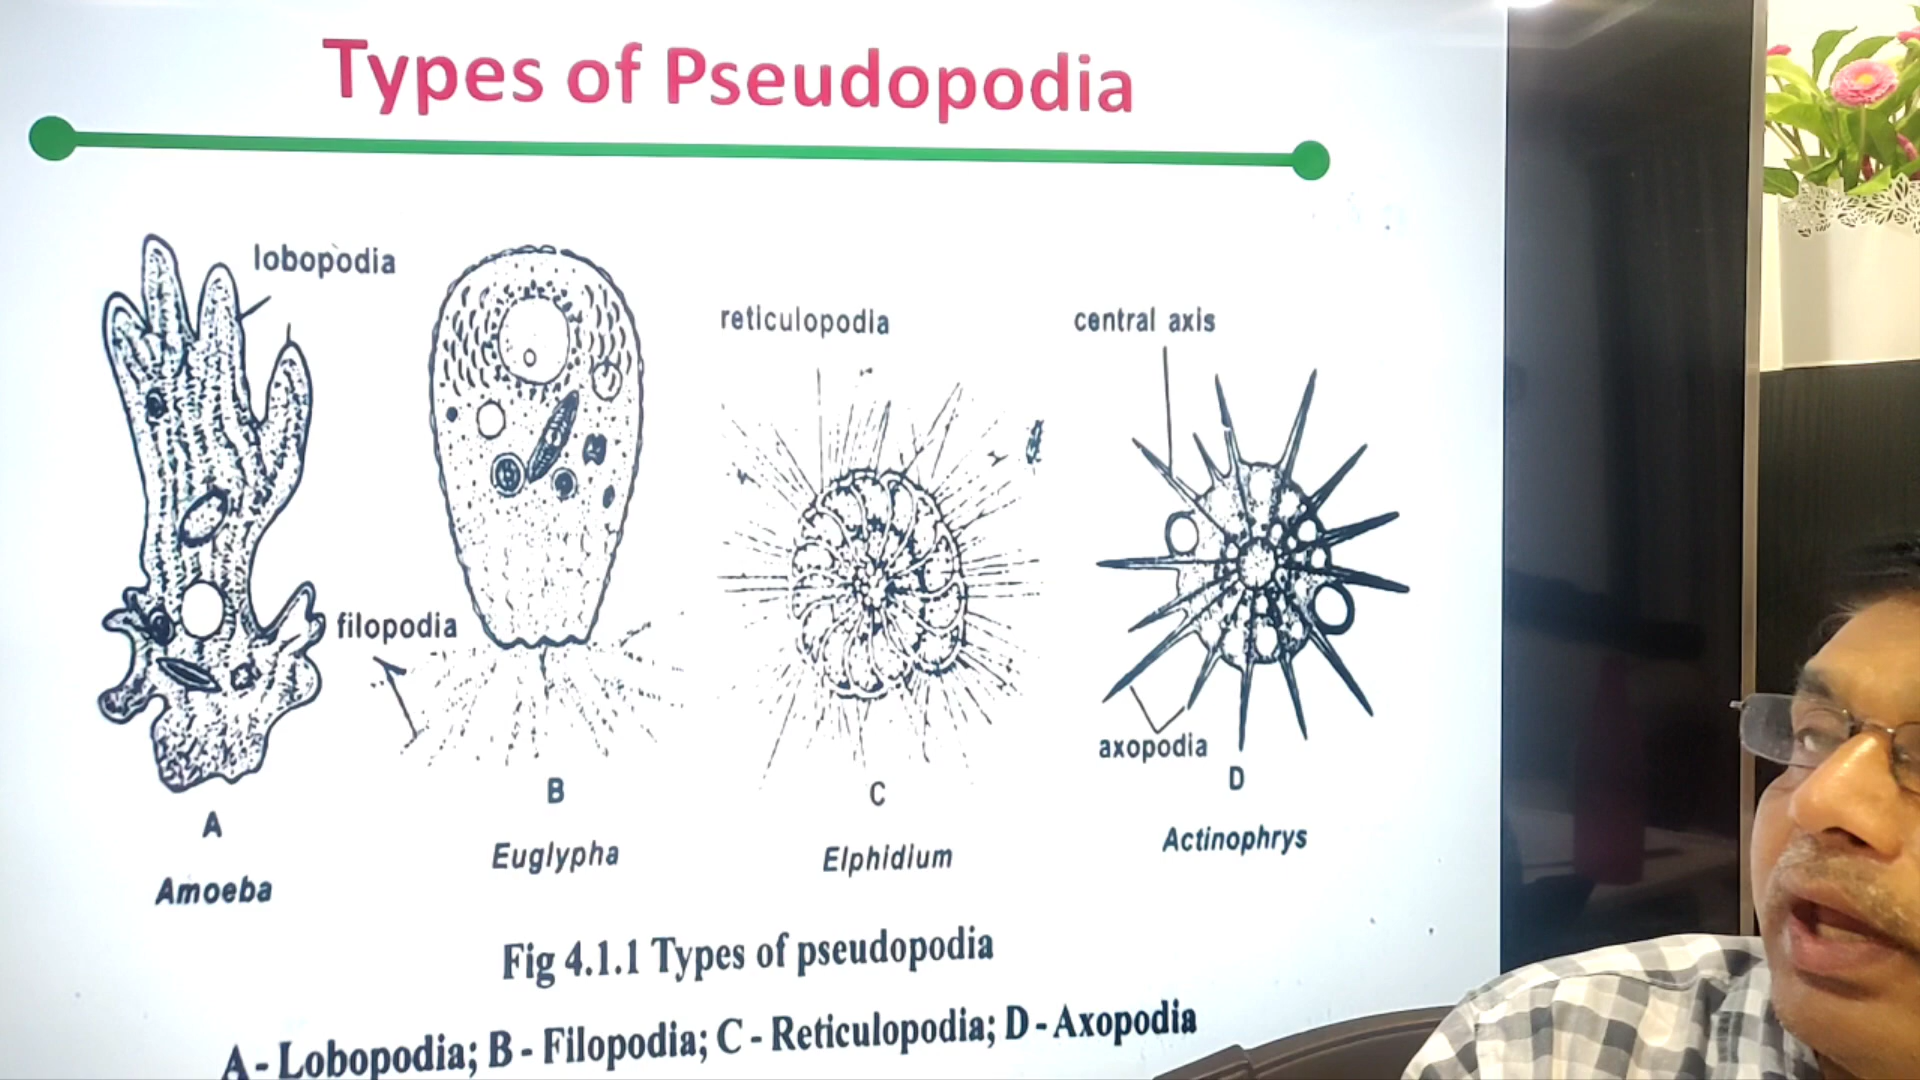 Types of Pseudopodia
lobopodia
reticulopodia
central axis
filopodia
axopodia
A
B
C
D
Amoeba
Euglypha
Elphidium
Actinophrys
Fig 4.1.1 Types of pseudopodia
A - Lobopodia; B - Filopodia; C - Reticulopodia; D - Axopodia